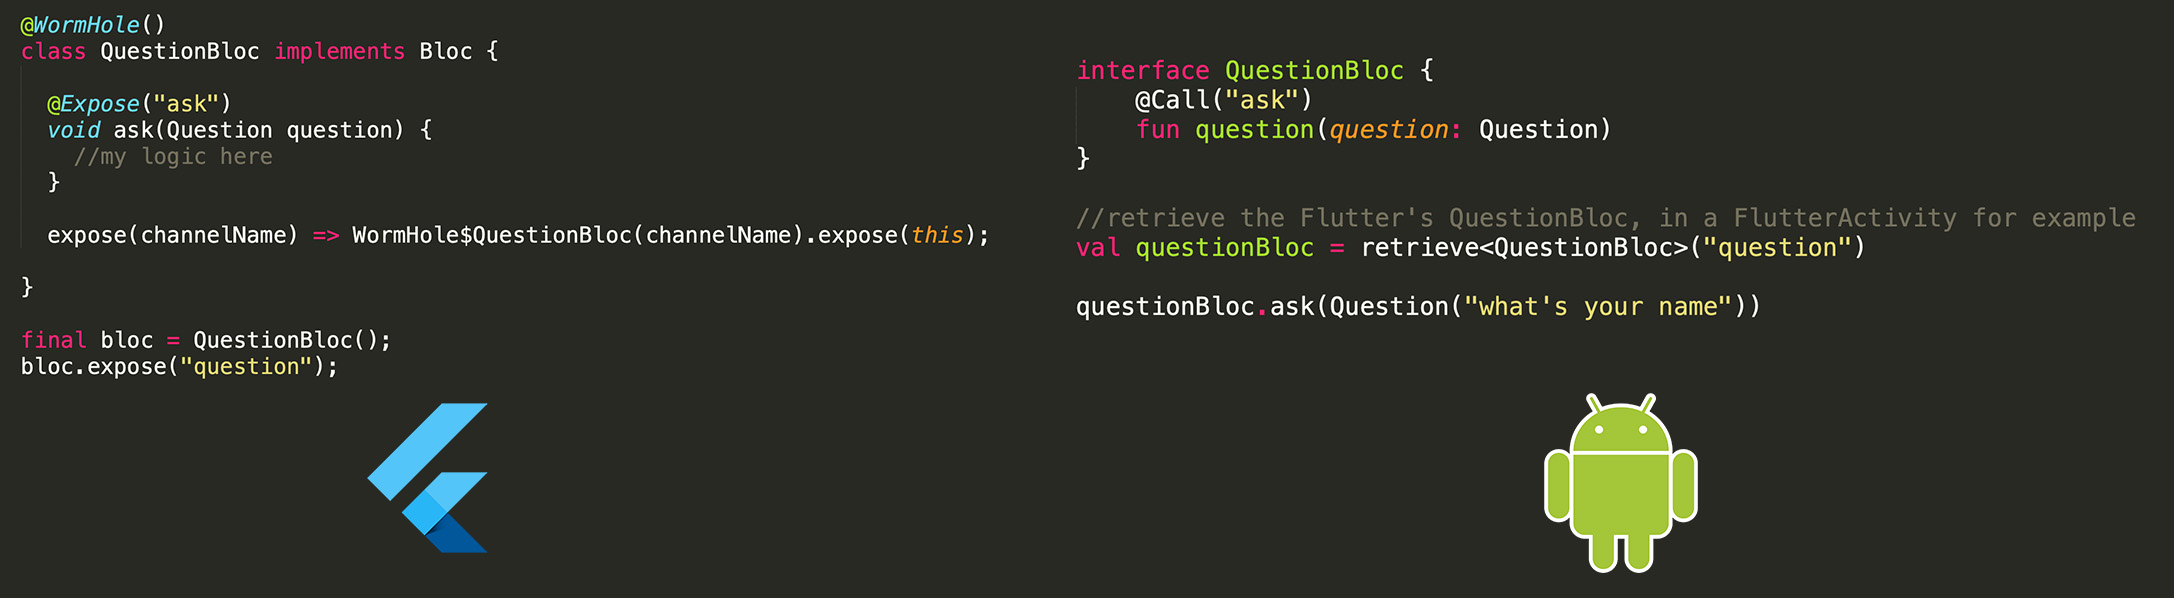 @WormHole()
class QuestionBloc implements Bloc {
@Expose("ask")
void ask(Question question) {
//my logic here
}
expose(channelName) => WormHole$QuestionBloc(channelName).expose(this);
}
final bloc = QuestionBloc();
bloc.expose("question");
interface QuestionBloc {
@Call("ask")
fun question(question: Question)
}
//retrieve the Flutter's QuestionBloc, in a FlutterActivity for example
val questionBloc = retrieve<QuestionBloc>("question")
questionBloc.ask(Question("what's your name"))